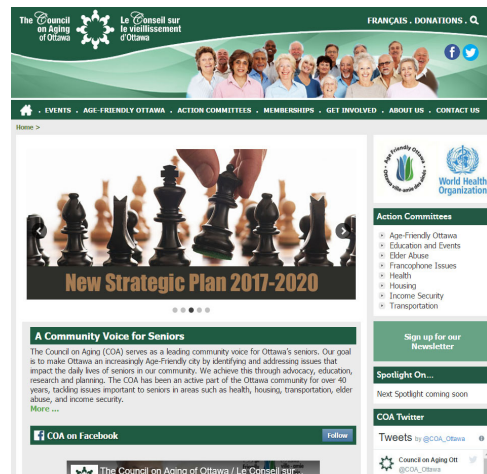 The Council
on Aging
of Ottawa
Le Conseil sur
le vieillissement
d'Ottawa
FRANÇAIS . DONATIONS .
. EVENTS . AGE-FRIENDLY OTTAWA . ACTION COMMITTEES . MEMBERSHIPS . GET INVOLVED . ABOUT US . CONTACT US
Home >
New Strategic Plan 2017-2020
A Community Voice for Seniors
The Council on Aging (COA) serves as a leading community voice for Ottawa's seniors. Our goal
is to make Ottawa an increasingly Age-Friendly city by identifying and addressing issues that
impact the daily lives of seniors in our community. We achieve this through advocacy, education,
research and planning. The COA has been an active part of the Ottawa community for over 40
years, tackling issues important to seniors in areas such as health, housing, transportation, elder
abuse, and income security.
More ...
COA on Facebook
Follow
The Council on Aging of Ottawa / Le Conseil sur...
Age Friendly Ottawa
Ottawa ville amie des aînés
World Health
Organization
Action Committees
Age-Friendly Ottawa
Education and Events
Elder Abuse
Francophone Issues
Health
Housing
Income Security
Transportation
Sign up for our
Newsletter
Spotlight On...
Next Spotlight coming soon
COA Twitter
Tweets by @COA_Ottawa
Council on Aging Ott
@COA_Ottawa